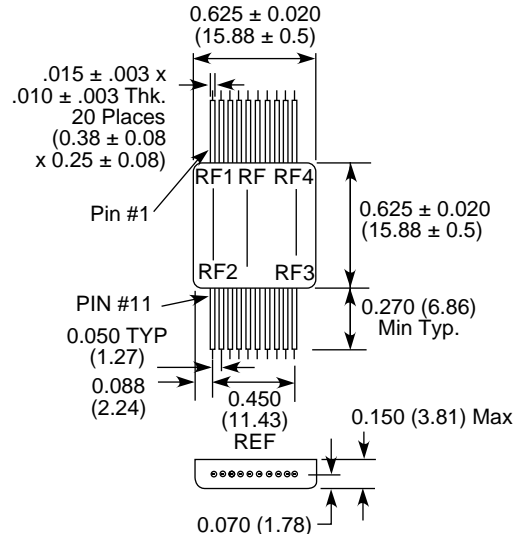 0.625 ± 0.020
(15.88 ± 0.5)
.015 ± .003 x
.010 ± .003 Thk.
20 Places
(0.38 ± 0.08
x 0.25 ± 0.08)
RF1 RF RF4
Pin #1
0.625 ± 0.020
(15.88 ± 0.5)
RF2 RF3
PIN #11
0.270 (6.86)
Min Typ.
0.050 TYP
(1.27)
0.088
(2.24)
0.450
(11.43)
REF
0.150 (3.81) Max
0.070 (1.78)